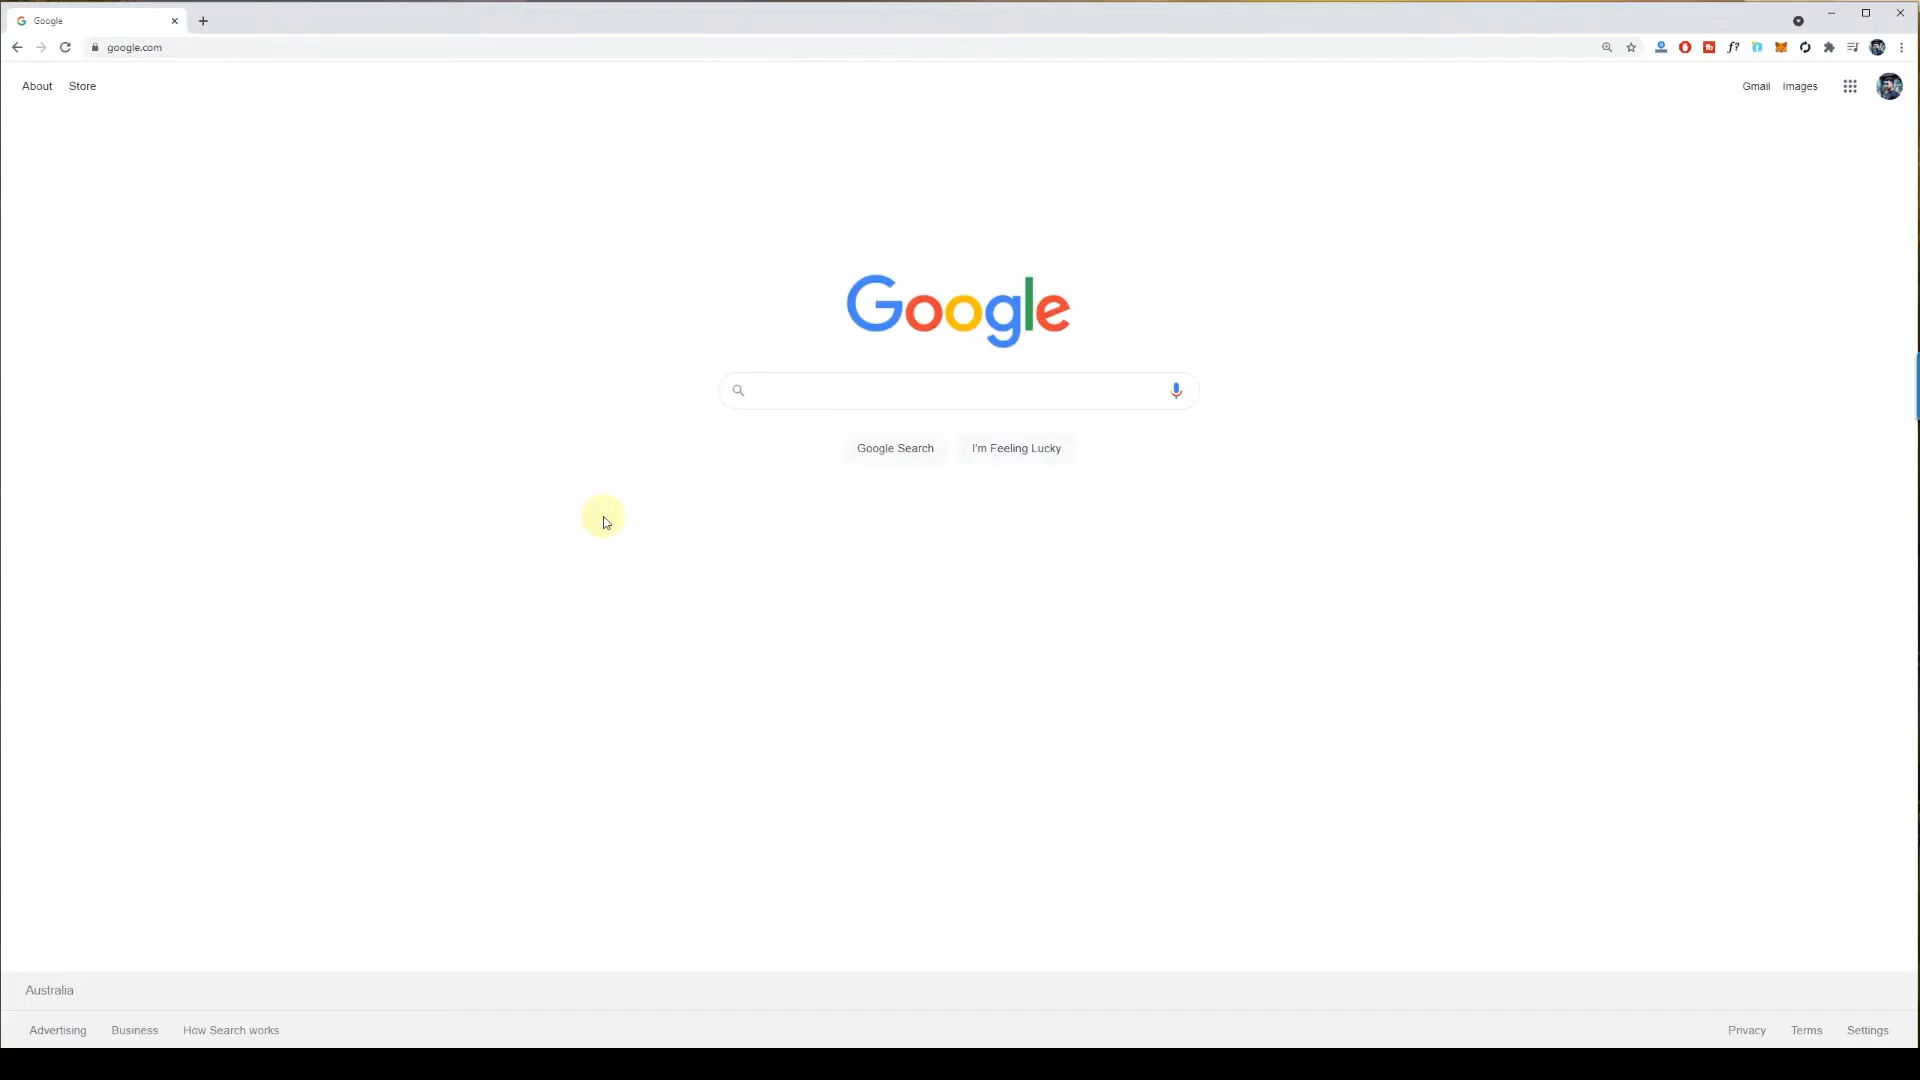 Google
google.com
About Store
Gmail Images
Google
Google Search I'm Feeling Lucky
Australia
Advertising Business How Search works
Privacy Terms Settings